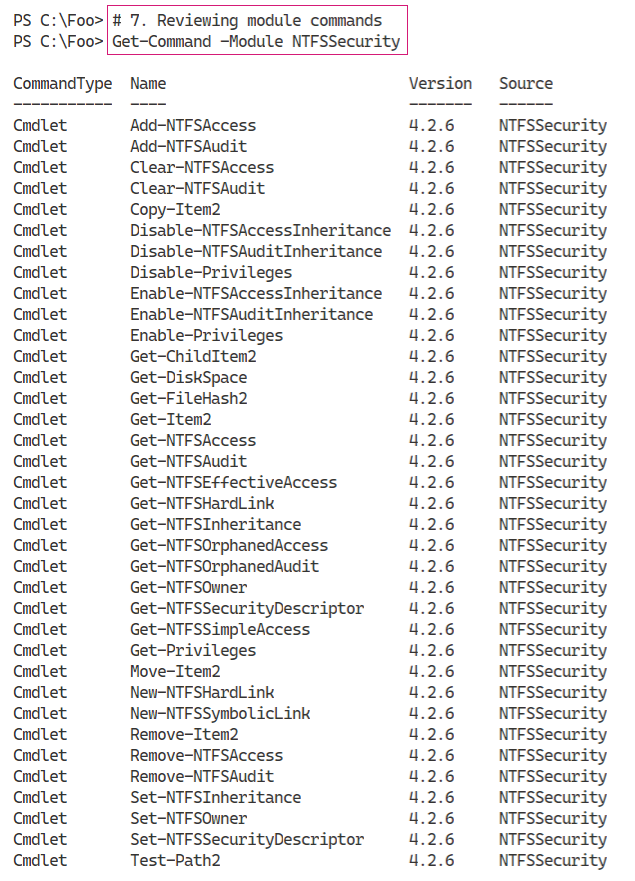 PS C:\Foo> # 7. Reviewing module commands
PS C:\Foo> Get-Command -Module NTFSSecurity
CommandType Name Version Source
----------- ---- ------- ------
Cmdlet Add-NTFSAccess 4.2.6 NTFSSecurity
Cmdlet Add-NTFSAudit 4.2.6 NTFSSecurity
Cmdlet Clear-NTFSAccess 4.2.6 NTFSSecurity
Cmdlet Clear-NTFSAudit 4.2.6 NTFSSecurity
Cmdlet Copy-Item2 4.2.6 NTFSSecurity
Cmdlet Disable-NTFSAccessInheritance 4.2.6 NTFSSecurity
Cmdlet Disable-NTFSAuditInheritance 4.2.6 NTFSSecurity
Cmdlet Disable-Privileges 4.2.6 NTFSSecurity
Cmdlet Enable-NTFSAccessInheritance 4.2.6 NTFSSecurity
Cmdlet Enable-NTFSAuditInheritance 4.2.6 NTFSSecurity
Cmdlet Enable-Privileges 4.2.6 NTFSSecurity
Cmdlet Get-ChildItem2 4.2.6 NTFSSecurity
Cmdlet Get-DiskSpace 4.2.6 NTFSSecurity
Cmdlet Get-FileHash2 4.2.6 NTFSSecurity
Cmdlet Get-Item2 4.2.6 NTFSSecurity
Cmdlet Get-NTFSAccess 4.2.6 NTFSSecurity
Cmdlet Get-NTFSAudit 4.2.6 NTFSSecurity
Cmdlet Get-NTFSEffectiveAccess 4.2.6 NTFSSecurity
Cmdlet Get-NTFSHardLink 4.2.6 NTFSSecurity
Cmdlet Get-NTFSInheritance 4.2.6 NTFSSecurity
Cmdlet Get-NTFSOrphanedAccess 4.2.6 NTFSSecurity
Cmdlet Get-NTFSOrphanedAudit 4.2.6 NTFSSecurity
Cmdlet Get-NTFSOwner 4.2.6 NTFSSecurity
Cmdlet Get-NTFSSecurityDescriptor 4.2.6 NTFSSecurity
Cmdlet Get-NTFSSimpleAccess 4.2.6 NTFSSecurity
Cmdlet Get-Privileges 4.2.6 NTFSSecurity
Cmdlet Move-Item2 4.2.6 NTFSSecurity
Cmdlet New-NTFSHardLink 4.2.6 NTFSSecurity
Cmdlet New-NTFSSymbolicLink 4.2.6 NTFSSecurity
Cmdlet Remove-Item2 4.2.6 NTFSSecurity
Cmdlet Remove-NTFSAccess 4.2.6 NTFSSecurity
Cmdlet Remove-NTFSAudit 4.2.6 NTFSSecurity
Cmdlet Set-NTFSInheritance 4.2.6 NTFSSecurity
Cmdlet Set-NTFSOwner 4.2.6 NTFSSecurity
Cmdlet Set-NTFSSecurityDescriptor 4.2.6 NTFSSecurity
Cmdlet Test-Path2 4.2.6 NTFSSecurity